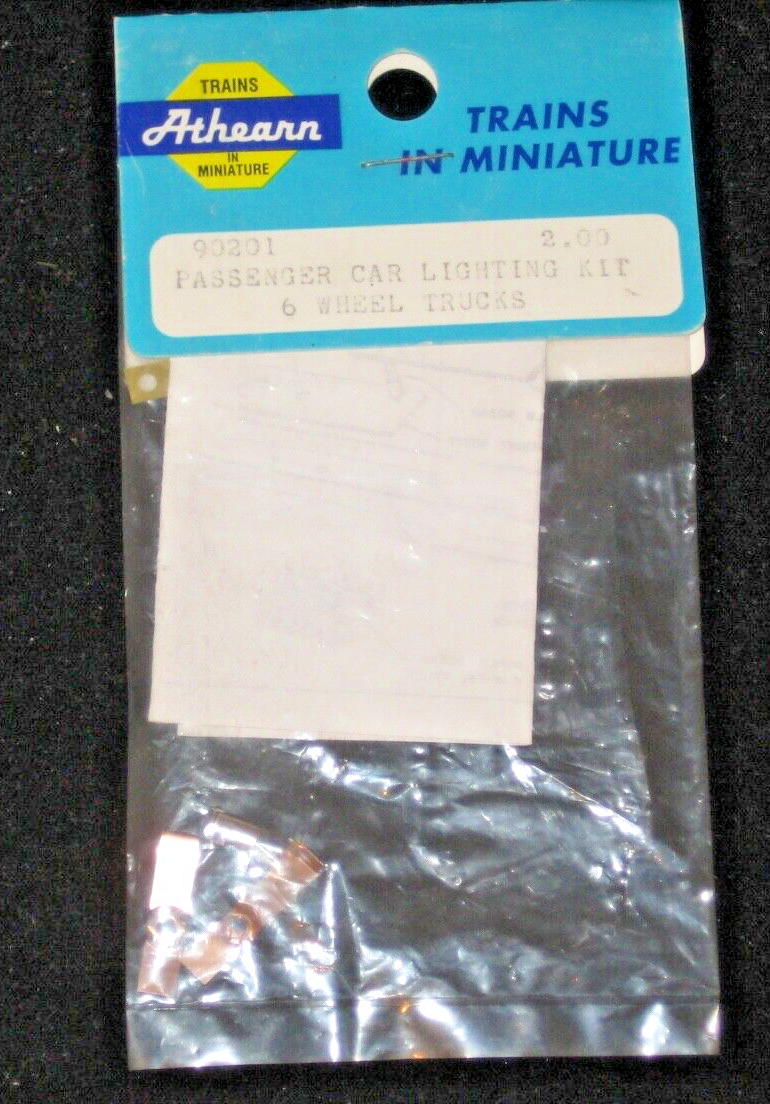 TRAINS
Athearn
IN
MINIATURE
TRAINS
IN MINIATURE
90201 2.00
PASSENGER CAR LIGHTING KIT
6 WHEEL TRUCKS